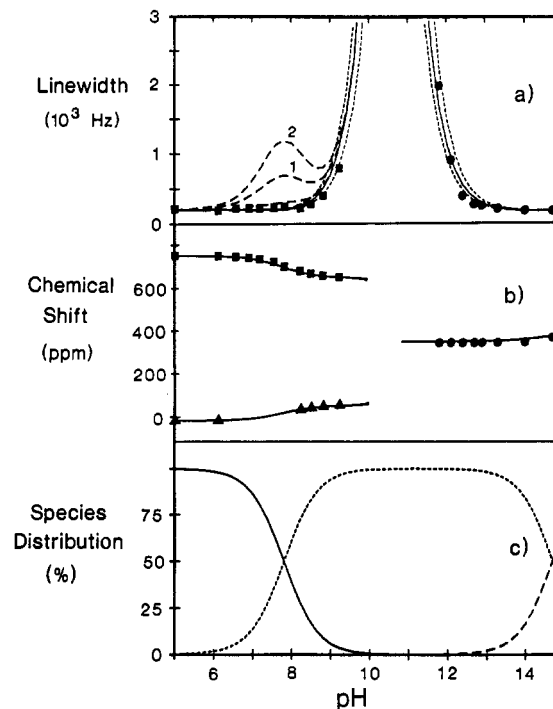 3
2
1
0
Linewidth
(10³ Hz)
a)
2
1
600
400
200
0
Chemical
Shift
(ppm)
b)
75
50
25
0
Species
Distribution
(%)
c)
6 8 10 12 14
pH